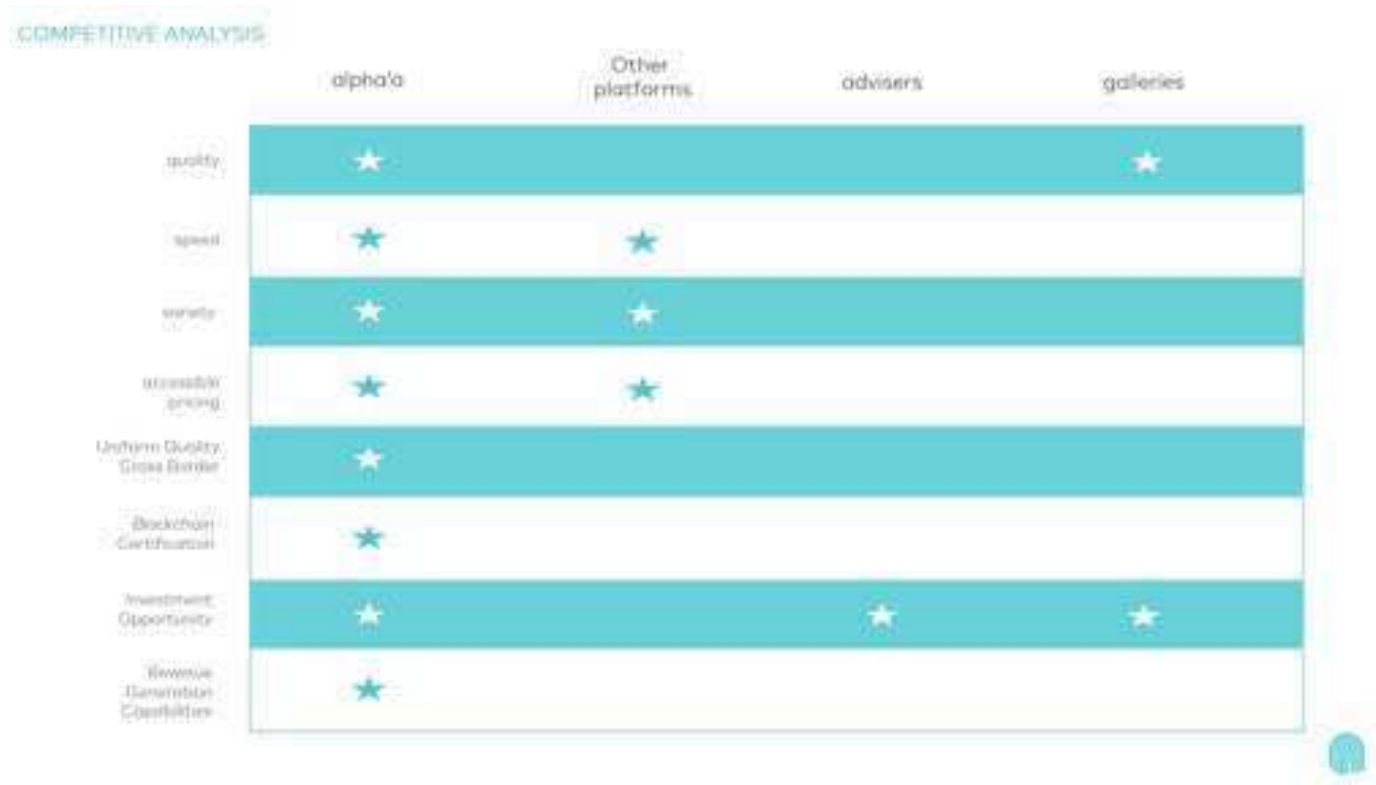 COMPETITIVE ANALYSIS
alpha'a
Other
platforms
advisers
galleries
quality
speed
variety
accessible
pricing
Uniform Quality
Cross Border
Blockchain
Certification
Investment
Opportunity
Revenue
Generation
Capabilities